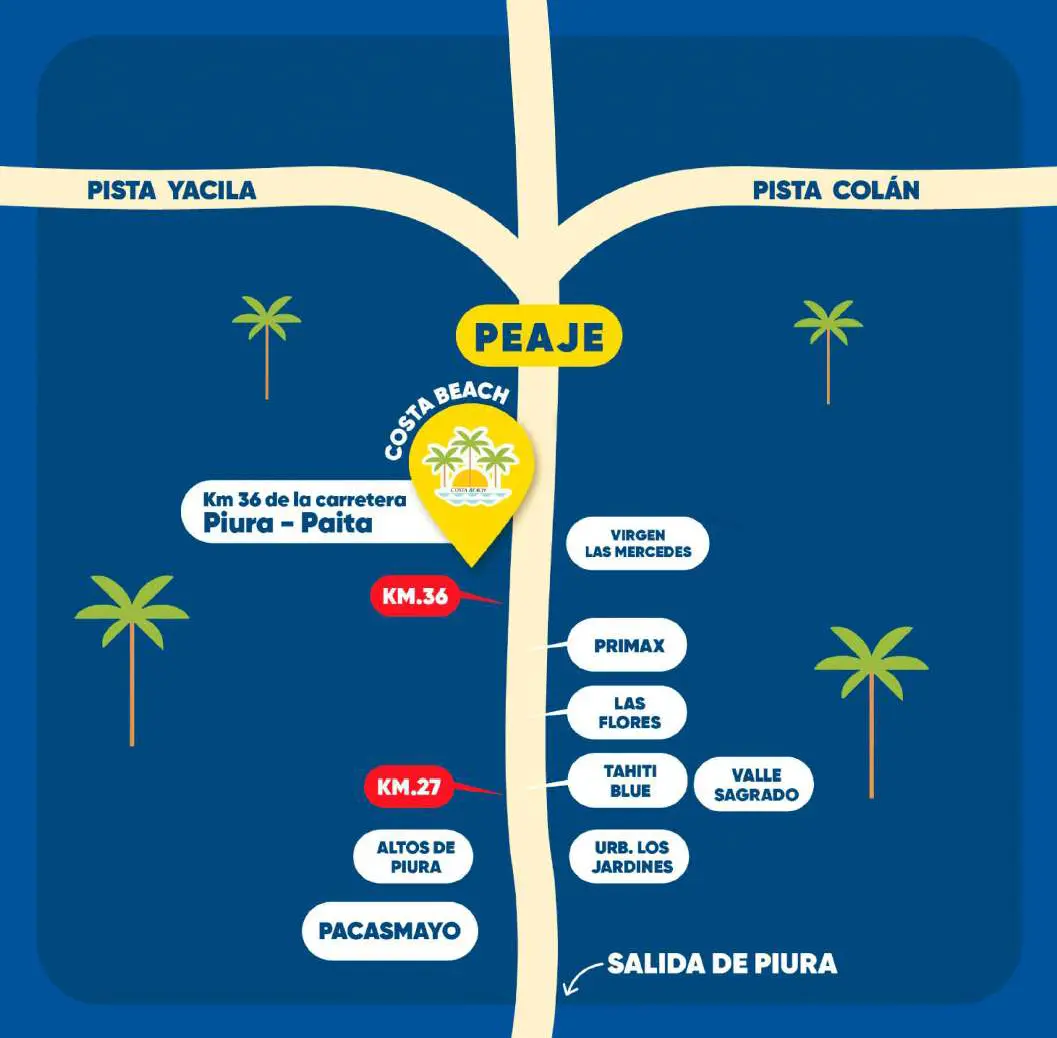 PISTA YACILA
PISTA COLÁN
PEAJE
COSTA BEACH
COSTA BEACH
Km 36 de la carretera
Piura - Paita
VIRGEN
LAS MERCEDES
KM.36
PRIMAX
LAS
FLORES
TAHITI
BLUE
VALLE
SAGRADO
KM.27
ALTOS DE
PIURA
URB. LOS
JARDINES
PACASMAYO
SALIDA DE PIURA